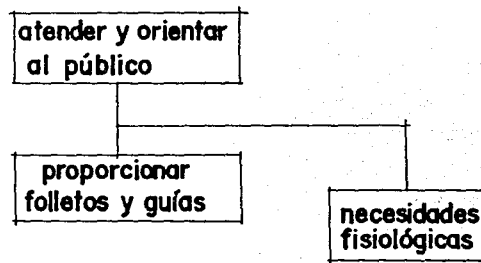 atender y orientar
al público
proporcionar
folletos y guías
necesidades
fisiológicas